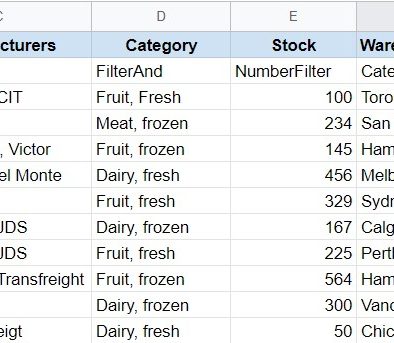 C D E
cturers Category Stock Ware
FilterAnd NumberFilter Cate
CIT Fruit, Fresh 100 Toro
Meat, frozen 234 San
, Victor Fruit, frozen 145 Ham
el Monte Dairy, fresh 456 Melb
Fruit, fresh 329 Sydn
JDS Dairy, frozen 167 Calg
JDS Fruit, fresh 225 Perth
Transfreight Fruit, frozen 564 Ham
Dairy, frozen 300 Vanc
eigt Dairy, fresh 50 Chic